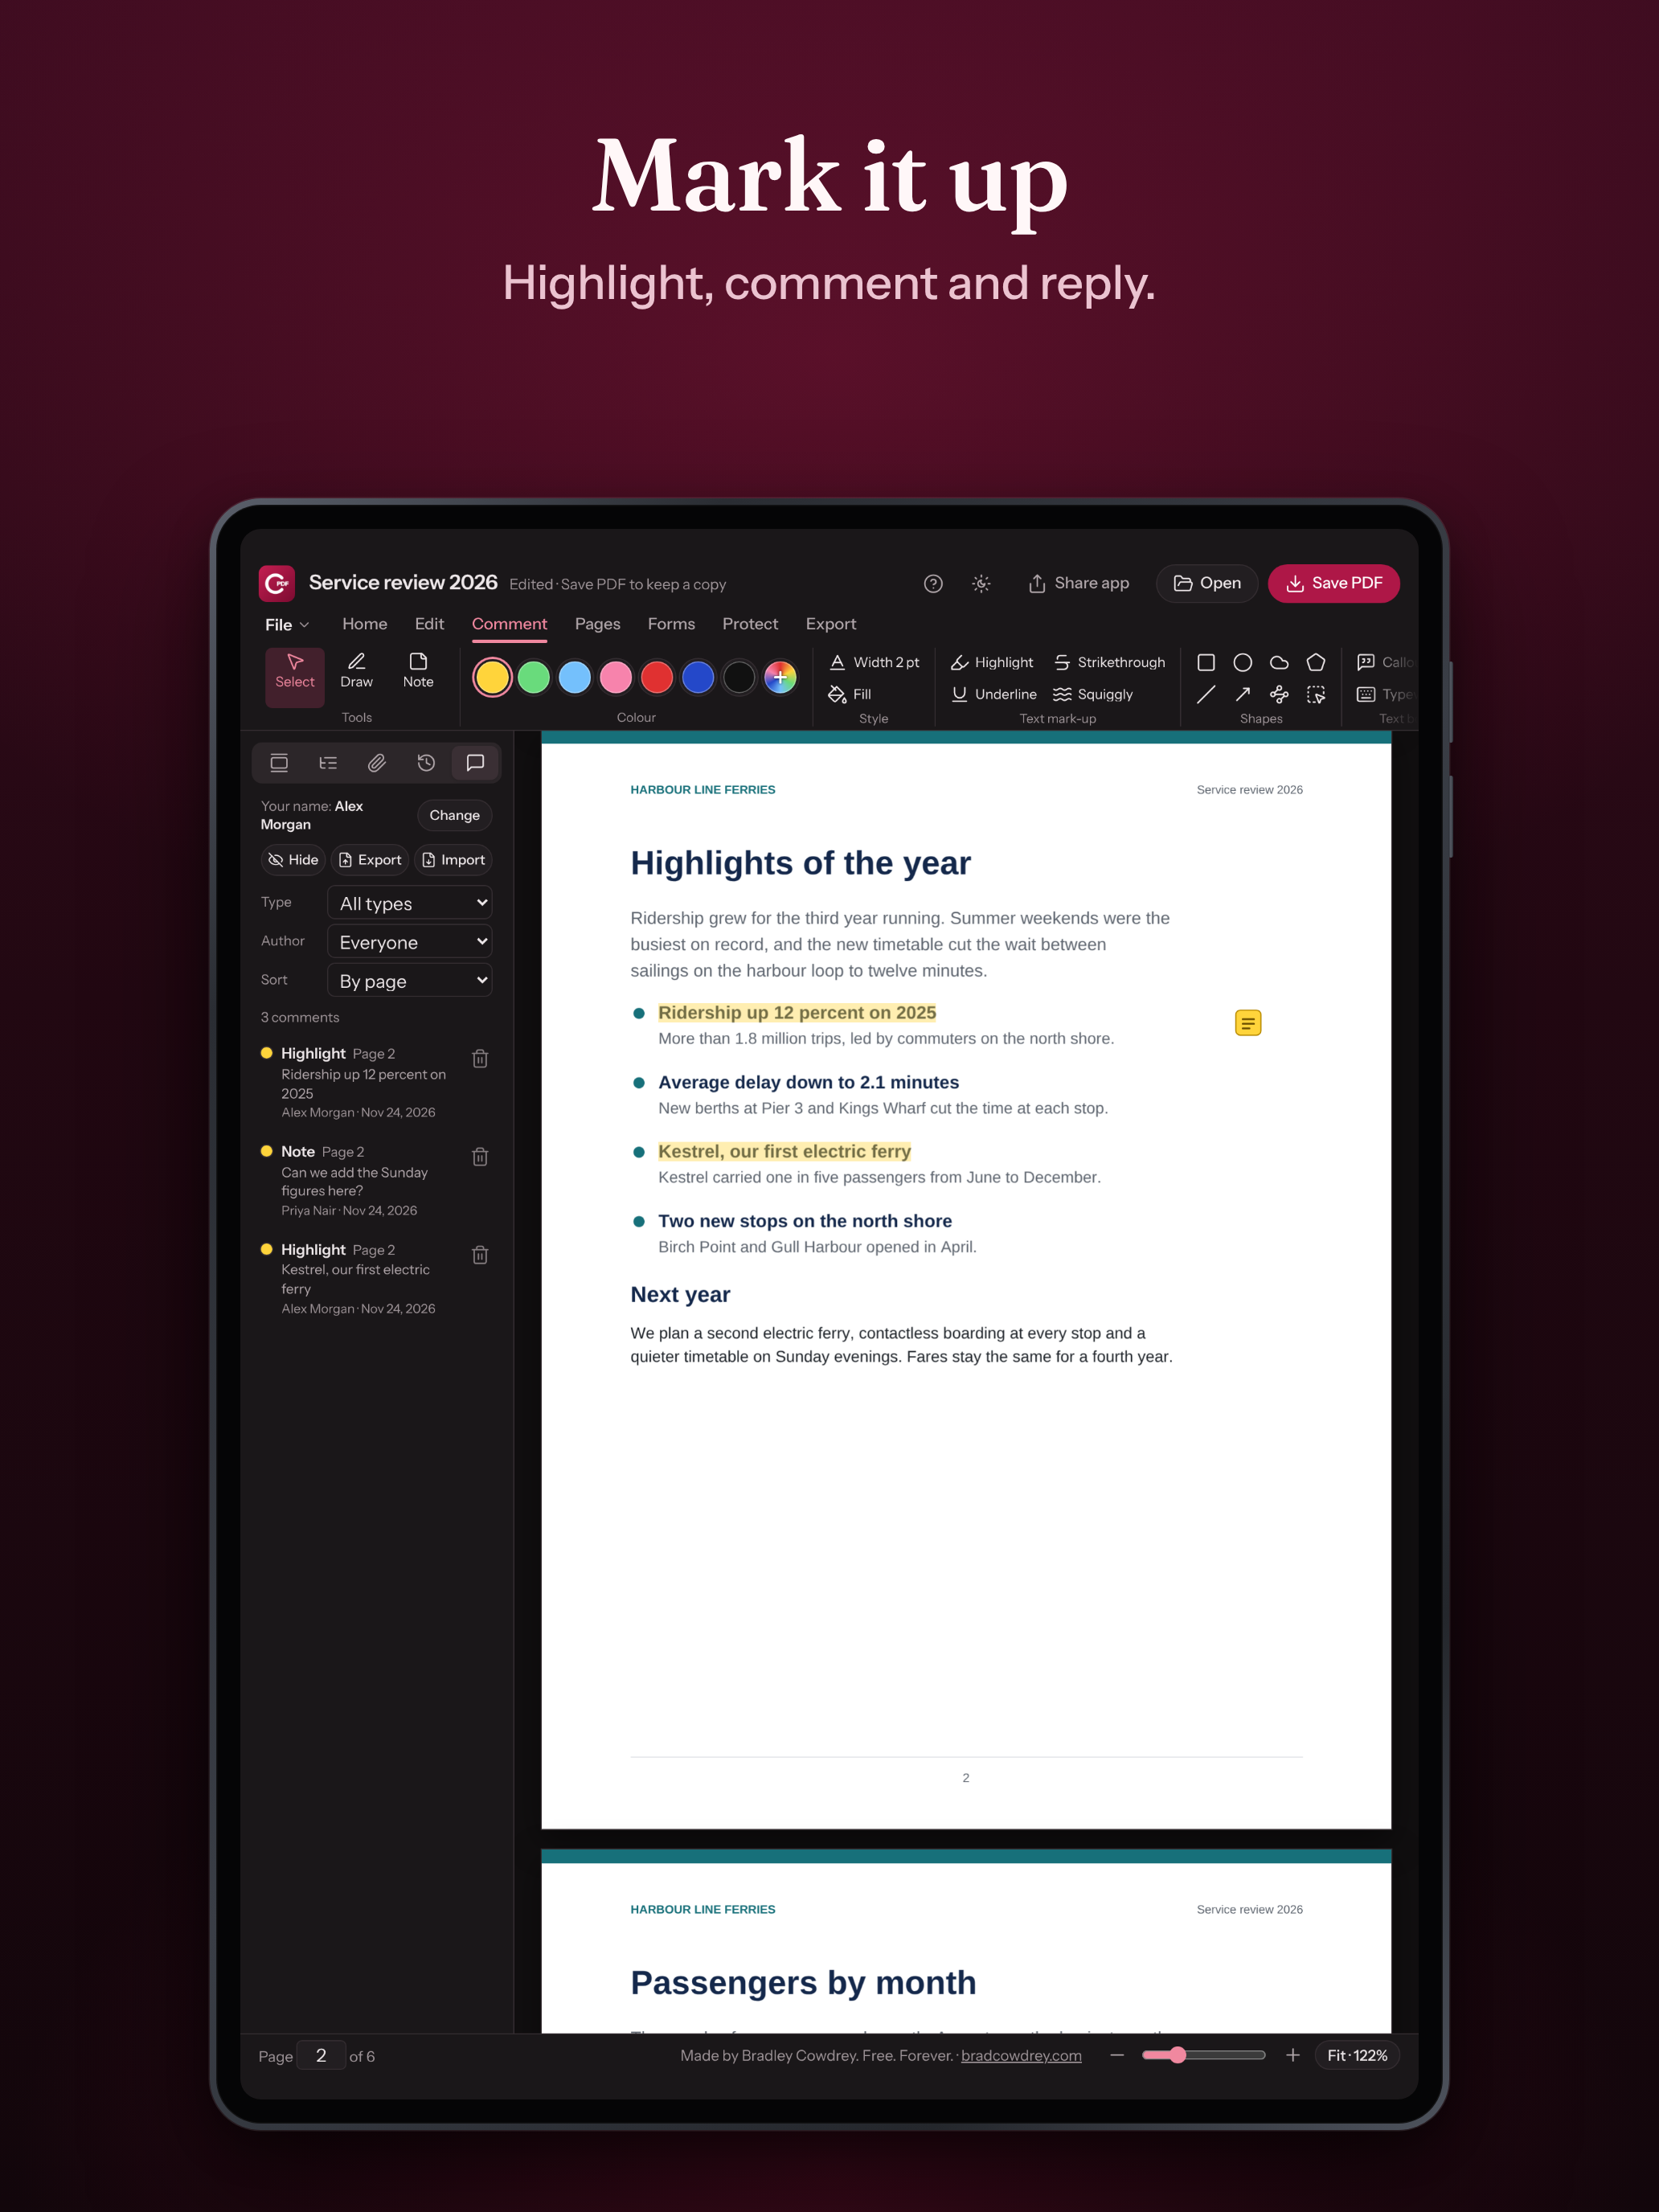 Mark it up
Highlight, comment and reply.
PDF
Service review 2026 Edited · Save PDF to keep a copy
Share app
Open
Save PDF
File Home Edit Comment Pages Forms Protect Export
Select Draw Note
Tools
Colour
Width 2 pt
Fill
Style
Highlight Strikethrough
Underline Squiggly
Text mark-up
Shapes
Callo
Type
Text b
Your name: Alex
Morgan
Change
Hide Export Import
Type All types
Author Everyone
Sort By page
3 comments
Highlight Page 2
Ridership up 12 percent on
2025
Alex Morgan · Nov 24, 2026
Note Page 2
Can we add the Sunday
figures here?
Priya Nair · Nov 24, 2026
Highlight Page 2
Kestrel, our first electric
ferry
Alex Morgan · Nov 24, 2026
HARBOUR LINE FERRIES Service review 2026
Highlights of the year
Ridership grew for the third year running. Summer weekends were the
busiest on record, and the new timetable cut the wait between
sailings on the harbour loop to twelve minutes.
Ridership up 12 percent on 2025
More than 1.8 million trips, led by commuters on the north shore.
Average delay down to 2.1 minutes
New berths at Pier 3 and Kings Wharf cut the time at each stop.
Kestrel, our first electric ferry
Kestrel carried one in five passengers from June to December.
Two new stops on the north shore
Birch Point and Gull Harbour opened in April.
Next year
We plan a second electric ferry, contactless boarding at every stop and a
quieter timetable on Sunday evenings. Fares stay the same for a fourth year.
2
HARBOUR LINE FERRIES Service review 2026
Passengers by month
Page 2 of 6
Made by Bradley Cowdrey. Free. Forever. · bradcowdrey.com
Fit · 122%